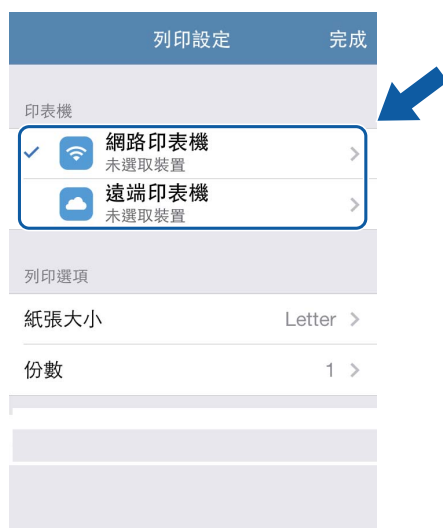 列印設定 完成
印表機
網路印表機
未選取裝置
遠端印表機
未選取裝置
列印選項
紙張大小 Letter
份數 1